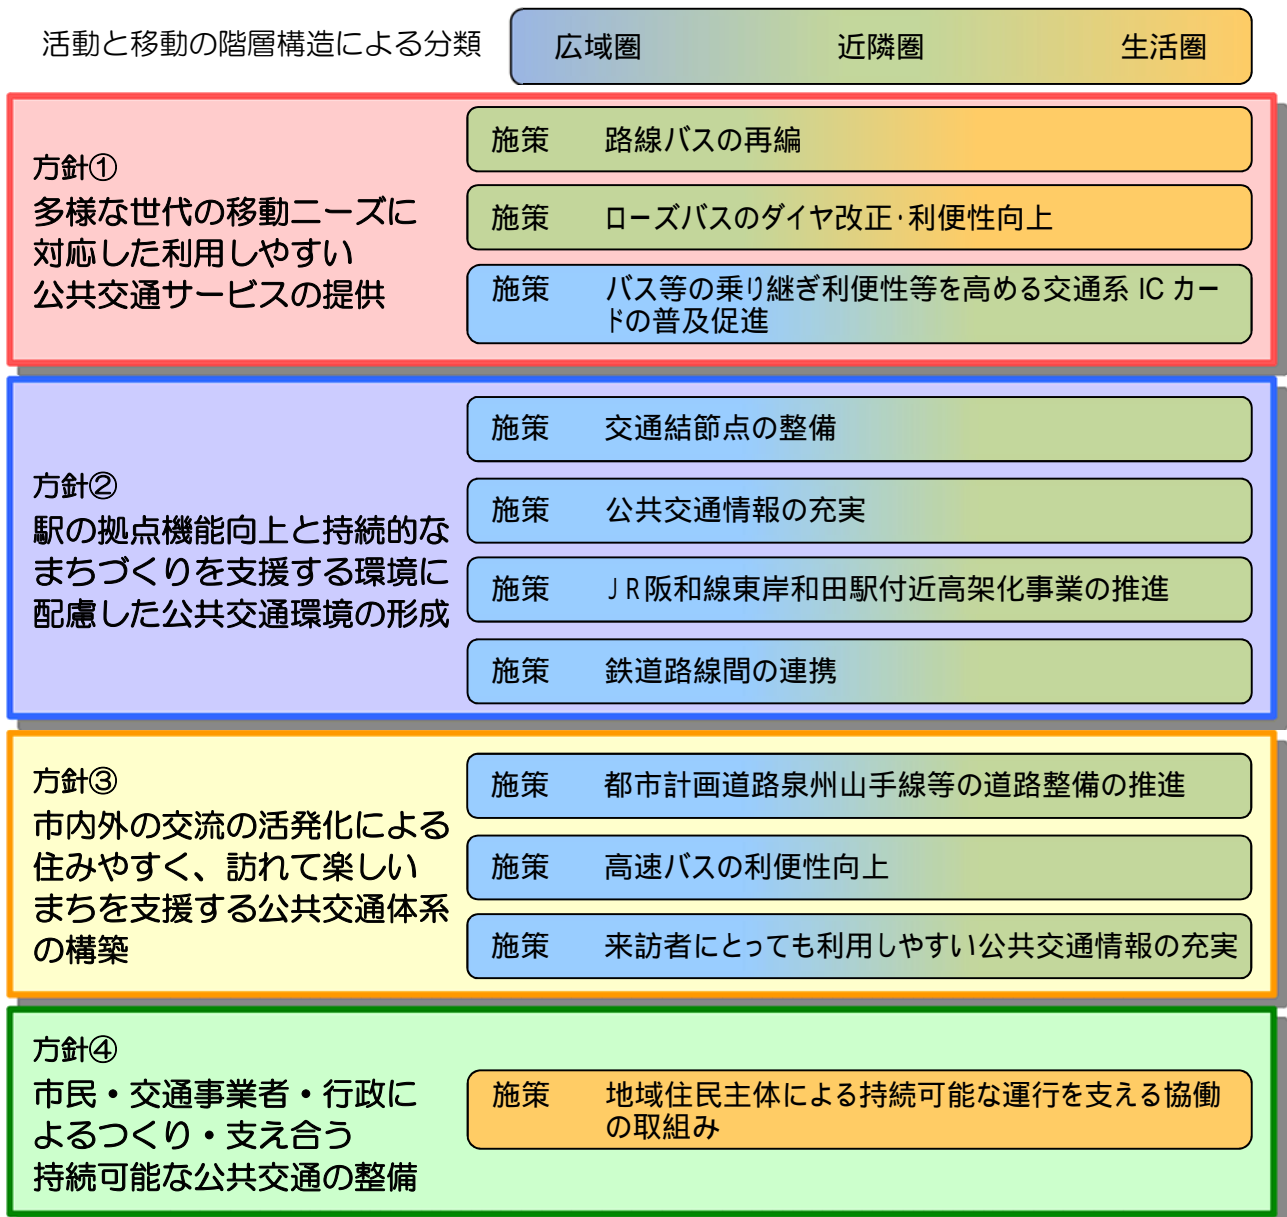 活動と移動の階層構造による分類 広域圏 近隣圏 生活圏
方針①
多様な世代の移動ニーズに
対応した利用しやすい
公共交通サービスの提供
施策 路線バスの再編
施策 ローズバスのダイヤ改正・利便性向上
施策 バス等の乗り継ぎ利便性等を高める交通系 IC カー
ドの普及促進
方針②
駅の拠点機能向上と持続的な
まちづくりを支援する環境に
配慮した公共交通環境の形成
施策 交通結節点の整備
施策 公共交通情報の充実
施策 JR阪和線東岸和田駅付近高架化事業の推進
施策 鉄道路線間の連携
方針③
市内外の交流の活発化による
住みやすく、訪れて楽しい
まちを支援する公共交通体系
の構築
施策 都市計画道路泉州山手線等の道路整備の推進
施策 高速バスの利便性向上
施策 来訪者にとっても利用しやすい公共交通情報の充実
方針④
市民・交通事業者・行政に
よるつくり・支え合う
持続可能な公共交通の整備
施策 地域住民主体による持続可能な運行を支える協働
の取組み